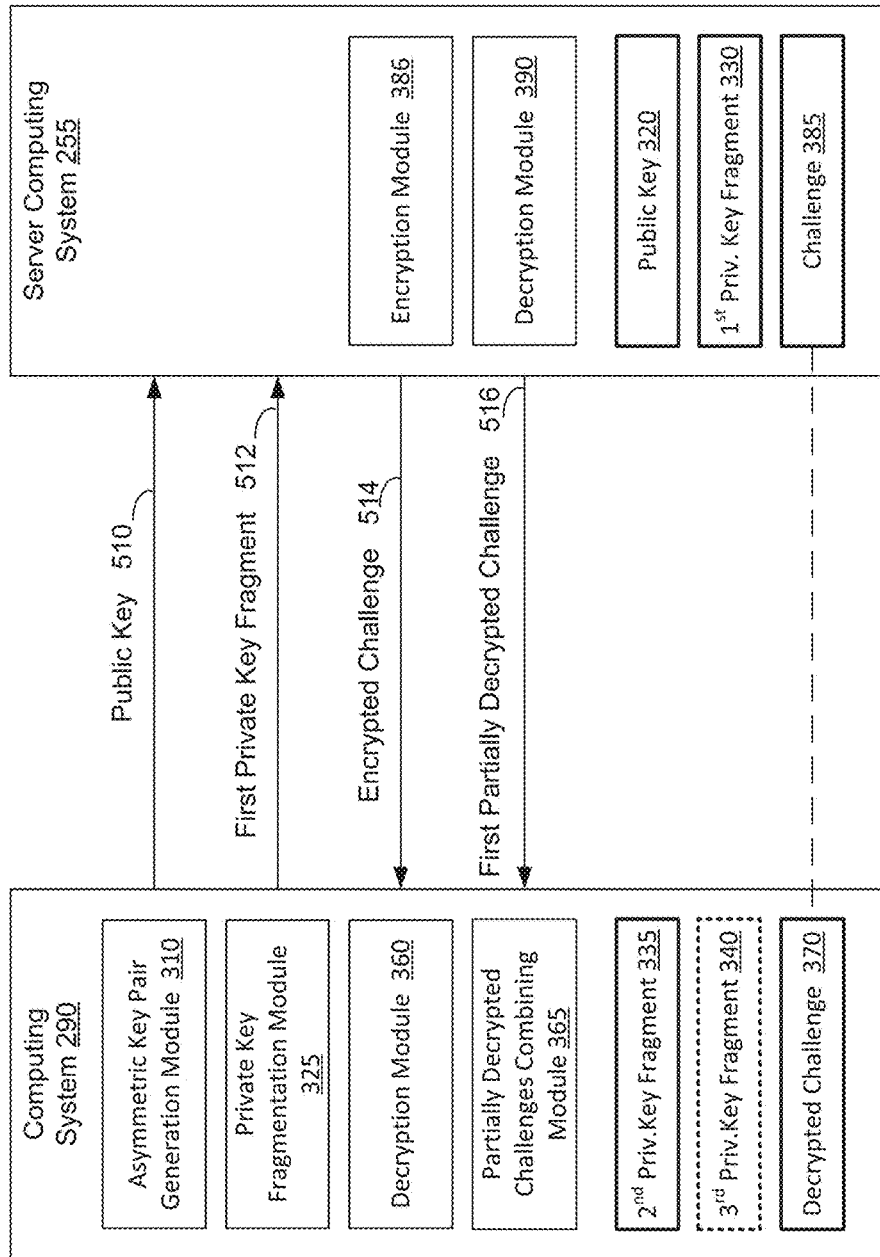 Computing
System 290
Asymmetric Key Pair
Generation Module 310
Private Key
Fragmentation Module
325
Decryption Module 360
Partially Decrypted
Challenges Combining
Module 365
2nd Priv.Key Fragment 335
3rd Priv.Key Fragment 340
Decrypted Challenge 370
Public Key 510
First Private Key Fragment 512
Encrypted Challenge 514
First Partially Decrypted Challenge 516
Server Computing
System 255
Encryption Module 386
Decryption Module 390
Public Key 320
1st Priv. Key Fragment 330
Challenge 385